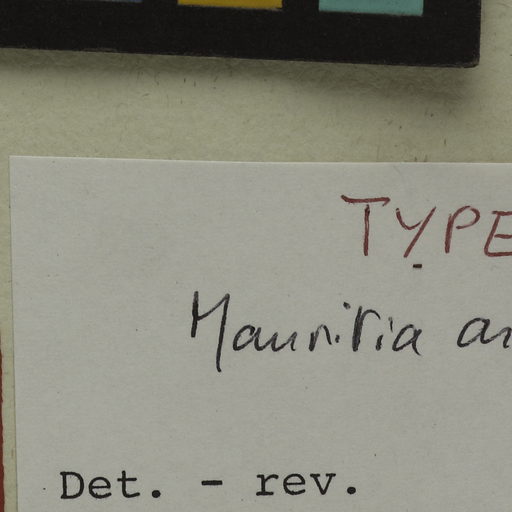 TYPE
Mauritia
Det. - rev.